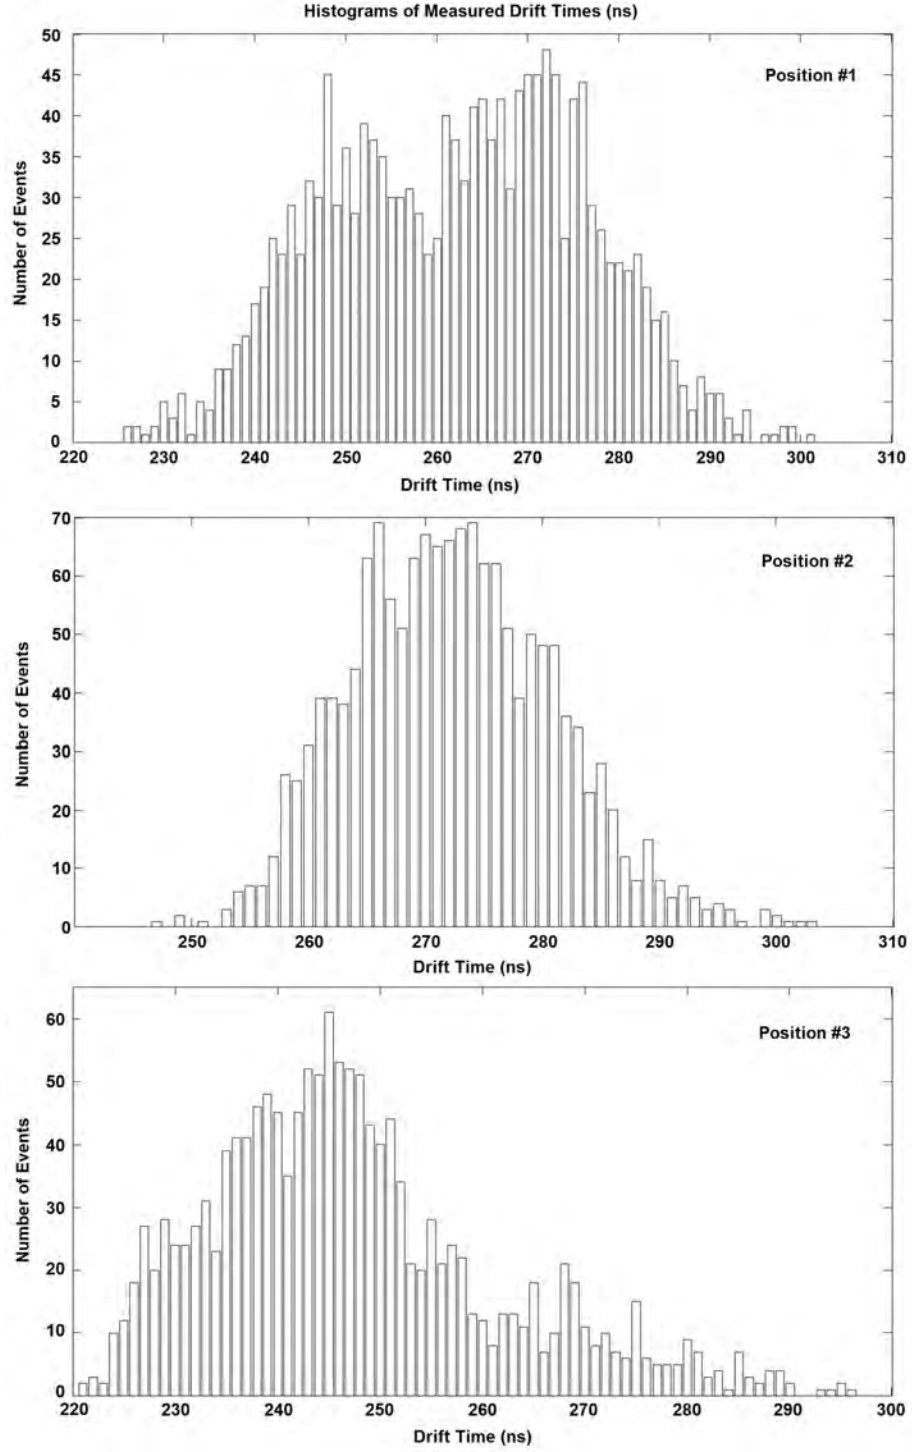 Histograms of Measured Drift Times (ns)
50
45
40
35
30
25
20
15
10
5
0
Number of Events
Position #1
220 230 240 250 260 270 280 290 300 310
Drift Time (ns)
70
60
50
40
30
20
10
0
Number of Events
Position #2
250 260 270 280 290 300 310
Drift Time (ns)
60
50
40
30
20
10
0
Number of Events
Position #3
220 230 240 250 260 270 280 290 300
Drift Time (ns)